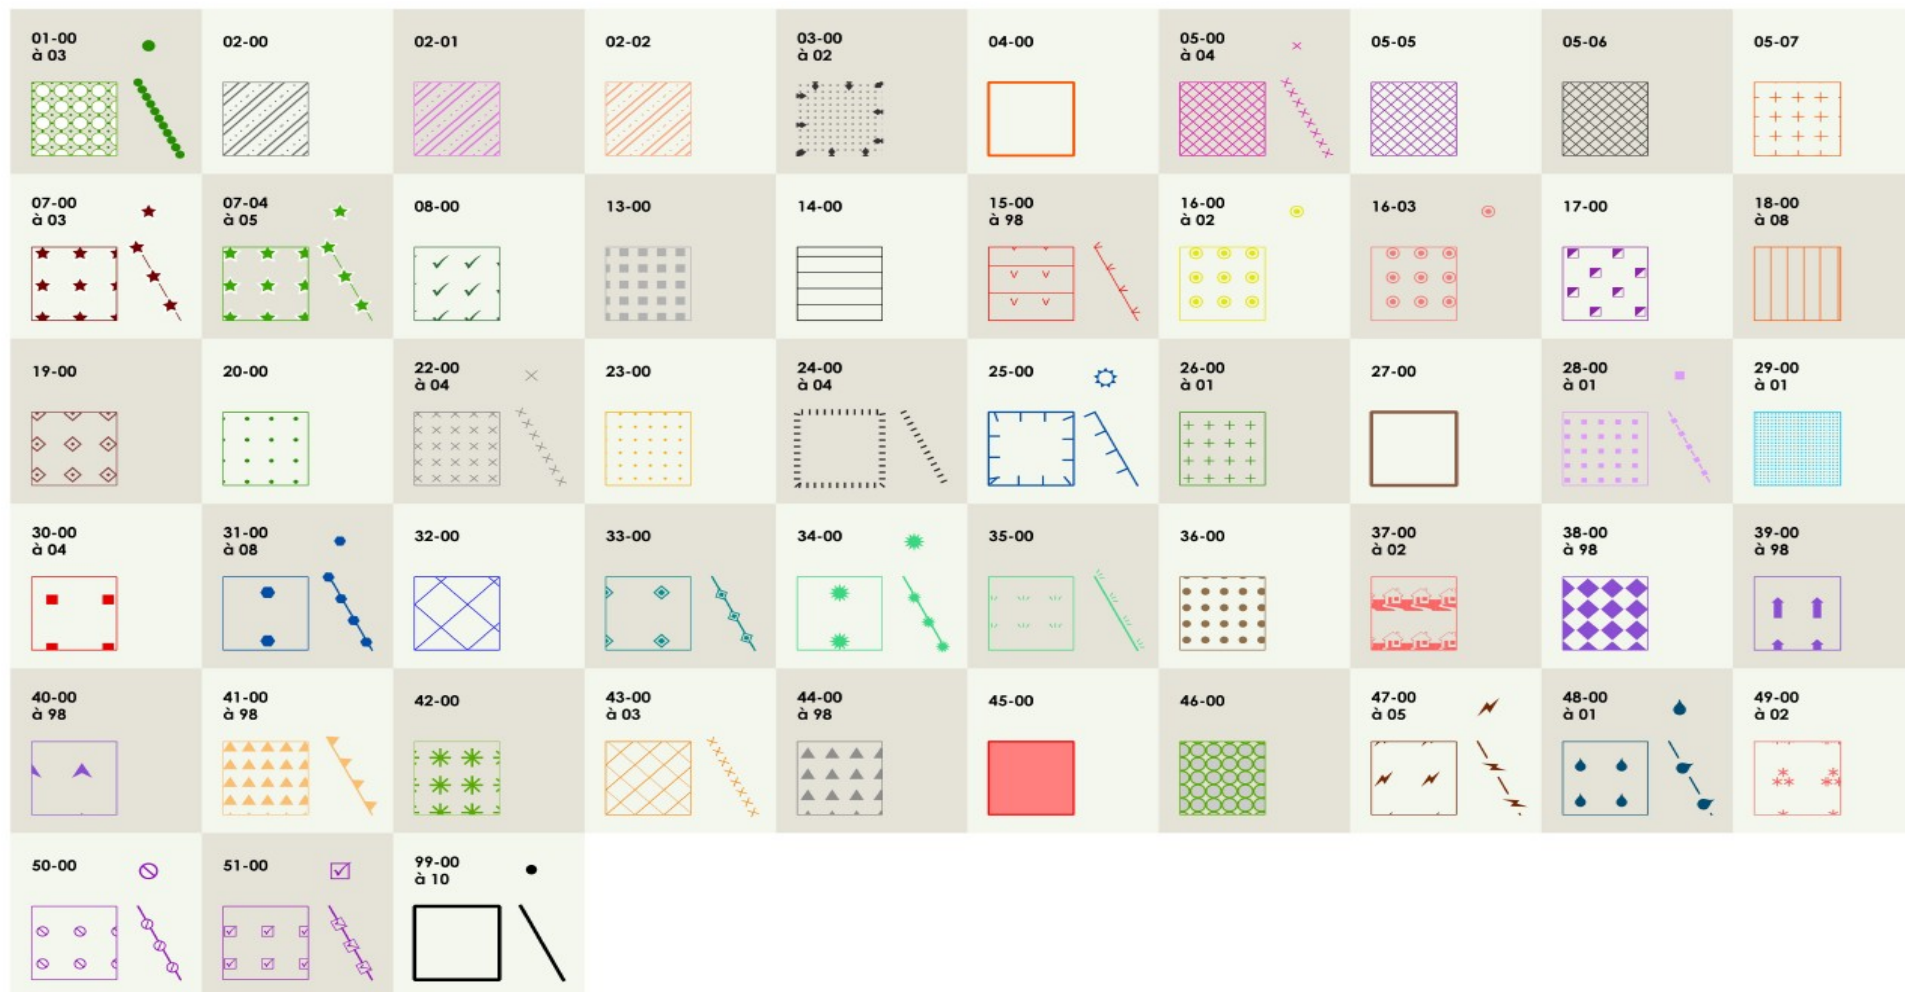 01-00
à 03
02-00
02-01
02-02
03-00
à 02
04-00
05-00
à 04
05-05
05-06
05-07
07-00
à 03
07-04
à 05
08-00
13-00
14-00
15-00
à 98
16-00
à 02
16-03
17-00
18-00
à 08
19-00
20-00
22-00
à 04
23-00
24-00
à 04
25-00
26-00
à 01
27-00
28-00
à 01
29-00
à 01
30-00
à 04
31-00
à 08
32-00
33-00
34-00
35-00
36-00
37-00
à 02
38-00
à 98
39-00
à 98
40-00
à 98
41-00
à 98
42-00
43-00
à 03
44-00
à 98
45-00
46-00
47-00
à 05
48-00
à 01
49-00
à 02
50-00
51-00
99-00
à 10